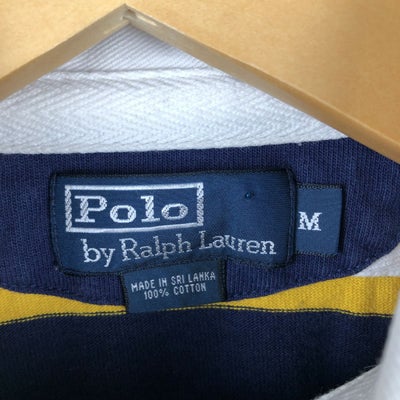 Polo
by Ralph Lauren
M
MADE IN SRI LANKA
100% COTTON